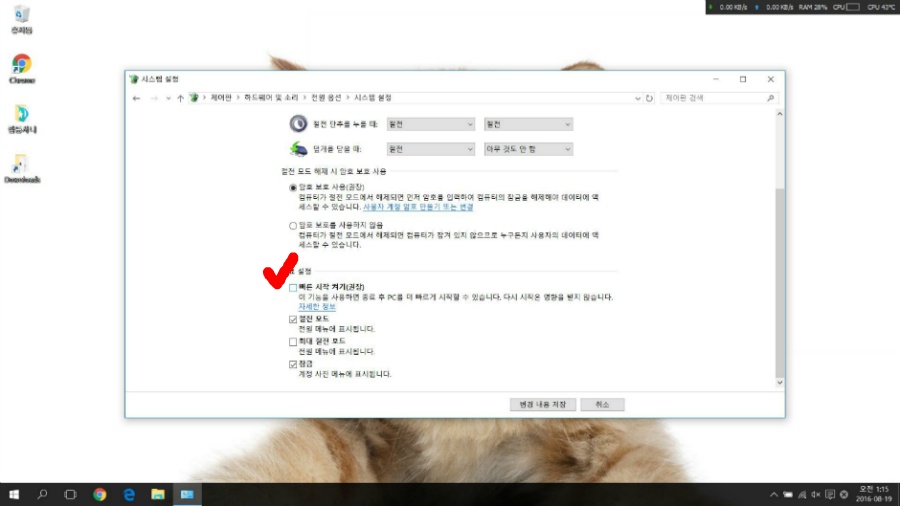 0.00 KB/s 0.00 KB/s RAM 28% CPU CPU 43℃
휴지통
Chrome
Downloads
시스템 설정
제어판 > 하드웨어 및 소리 > 전원 옵션 > 시스템 설정
제어판 검색
절전 단추를 누를 때: 절전 절전
덮개를 닫을 때: 절전 아무 것도 안 함
절전 모드 해제 시 암호 보호 사용
암호 보호 사용(권장)
컴퓨터가 절전 모드에서 해제되면 먼저 암호를 입력하여 컴퓨터의 잠금을 해제해야 데이터에 액
세스할 수 있습니다. 사용자 계정 암호 만들기 또는 변경
암호 보호를 사용하지 않음
컴퓨터가 절전 모드에서 해제되면 컴퓨터가 잠겨 있지 않으므로 누구든지 사용자의 데이터에 액
세스할 수 있습니다.
설정
빠른 시작 켜기(권장)
이 기능을 사용하면 종료 후 PC를 더 빠르게 시작할 수 있습니다. 다시 시작은 영향을 받지 않습니다.
자세한 정보
절전 모드
전원 메뉴에 표시됩니다.
최대 절전 모드
전원 메뉴에 표시됩니다.
잠금
계정 사진 메뉴에 표시됩니다.
변경 내용 저장 취소
오전 1:15
2016-08-19